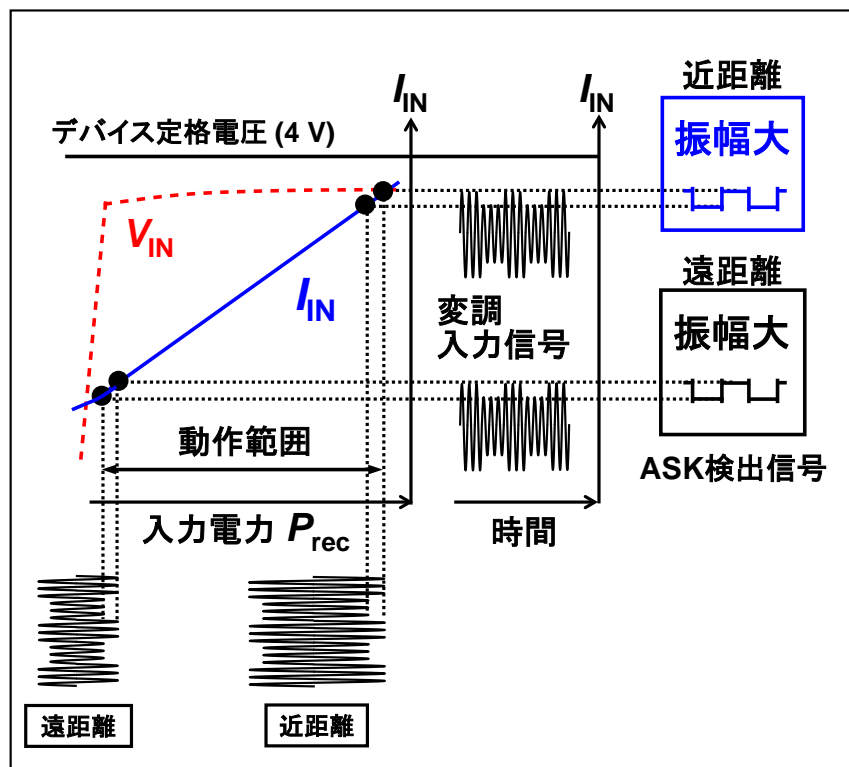 I_IN
I_IN
近距離
デバイス定格電圧 (4 V)
振幅大
V_IN
I_IN
遠距離
変調
入力信号
振幅大
動作範囲
ASK検出信号
入力電力 P_rec
時間
遠距離
近距離